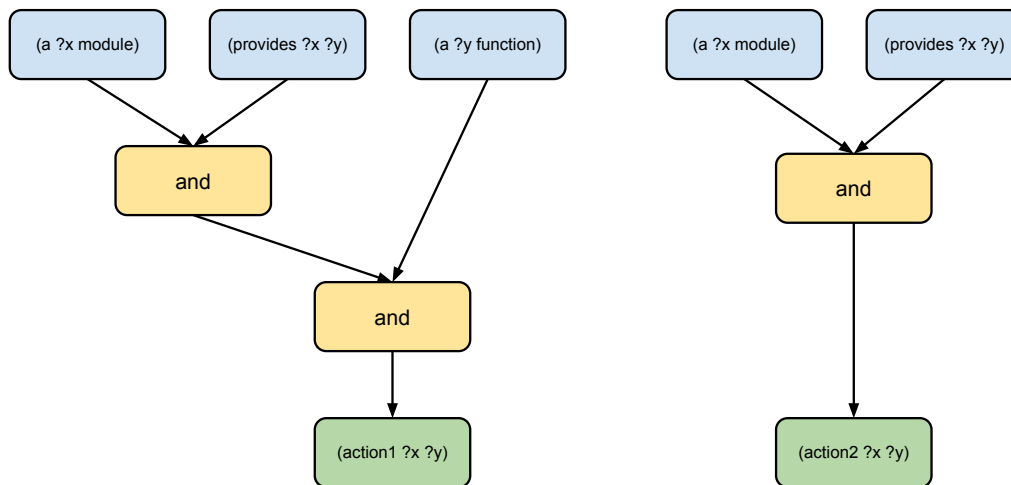 (a ?x module)
(provides ?x ?y)
(a ?y function)
(a ?x module)
(provides ?x ?y)
and
and
and
(action1 ?x ?y)
(action2 ?x ?y)